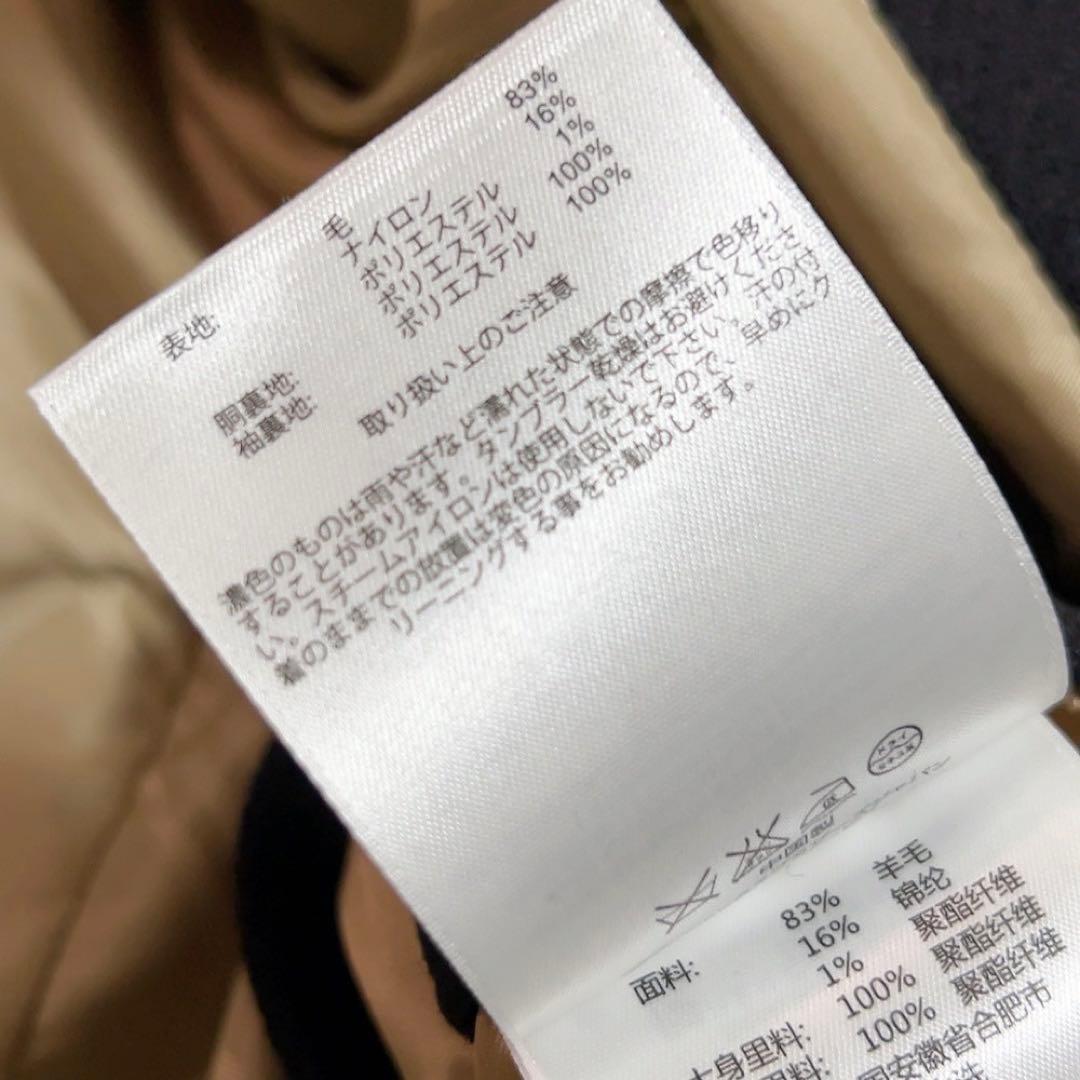 表地: 毛 83%
ナイロン 16%
ポリエステル 1%
胴裏地: ポリエステル 100%
袖裏地: ポリエステル 100%
取り扱い上のご注意
濃色のものは雨や汗など濡れた状態での摩擦で色移り
することがあります。タンブラー乾燥はお避けくださ
い。スチームアイロンは使用しないで下さい。汗の付
着のままでの放置は変色の原因になるので、早めにク
リーニングする事をお勧めします。
ドライ
中国製
面料: 83% 羊毛
16% 锦纶
1% 聚酯纤维
身里料: 100% 聚酯纤维
里料: 100% 聚酯纤维
安徽省合肥市